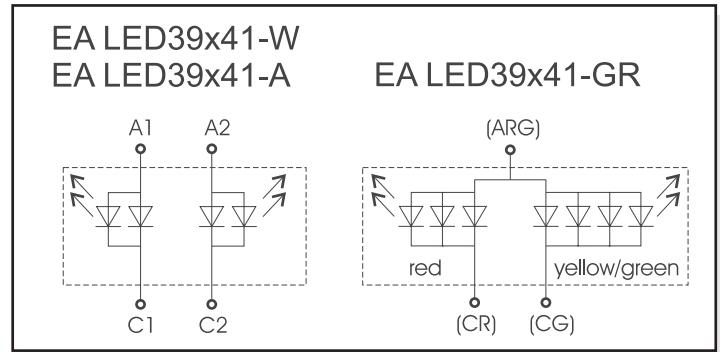 EA LED39x41-W
EA LED39x41-A
EA LED39x41-GR
A1 A2 (ARG)
red yellow/green
C1 C2 (CR) (CG)